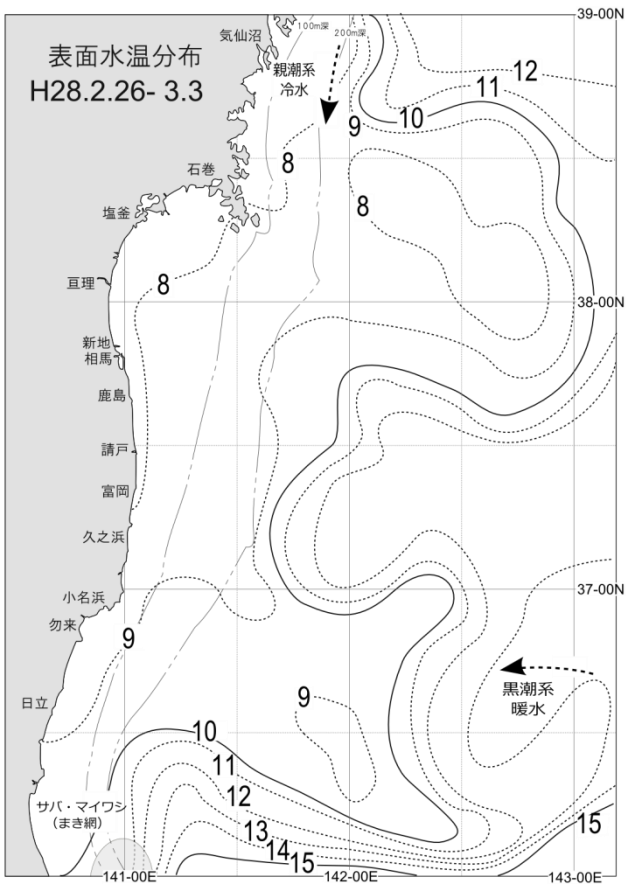 表面水温分布
H28.2.26- 3.3
気仙沼
100m深
200m深
39-00N
親潮系
冷水
12
11
10
9
8
石巻
8
塩釜
8
亘理
38-00N
新地
相馬
鹿島
請戸
富岡
久之浜
37-00N
小名浜
勿来
9
黒潮系
暖水
日立
9
10
11
12
13
14
15
15
サバ・マイワシ
(まき網)
141-00E
142-00E
143-00E